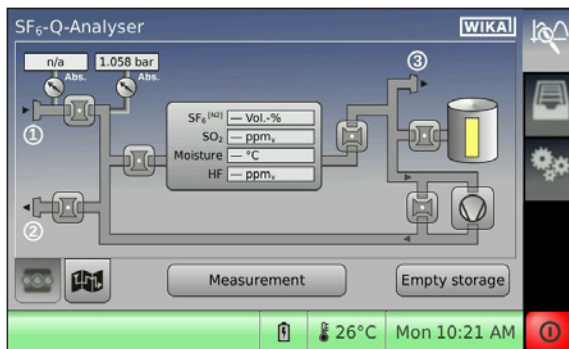 SF₆-Q-Analyser
WIKA
n/a
1.058 bar
Abs.
Abs.
①
②
③
SF₆ [N2] — Vol.-%
SO₂ — ppmᵥ
Moisture — °C
HF — ppmᵥ
Measurement
Empty storage
26°C
Mon 10:21 AM